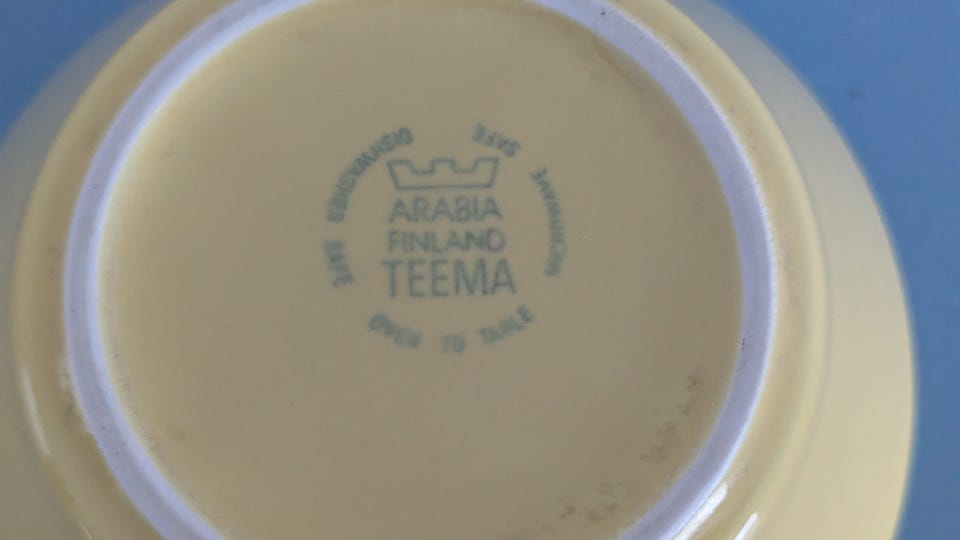 DISHWASHER SAFE
MICROWAVE SAFE
ARABIA
FINLAND
TEEMA
OVEN TO TABLE